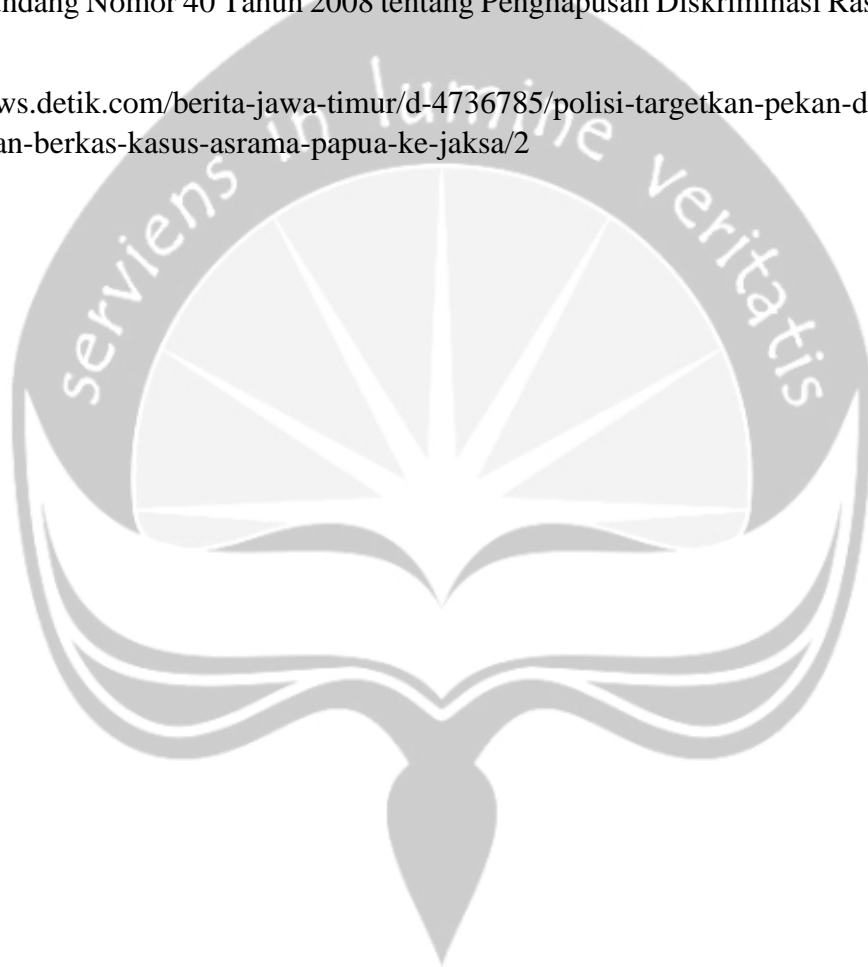 ndang Nomor 40 Tahun 2008 tentang Penghapusan Diskriminasi Ras
ws.detik.com/berita-jawa-timur/d-4736785/polisi-targetkan-pekan-d
an-berkas-kasus-asrama-papua-ke-jaksa/2
serviens in lumine veritatis